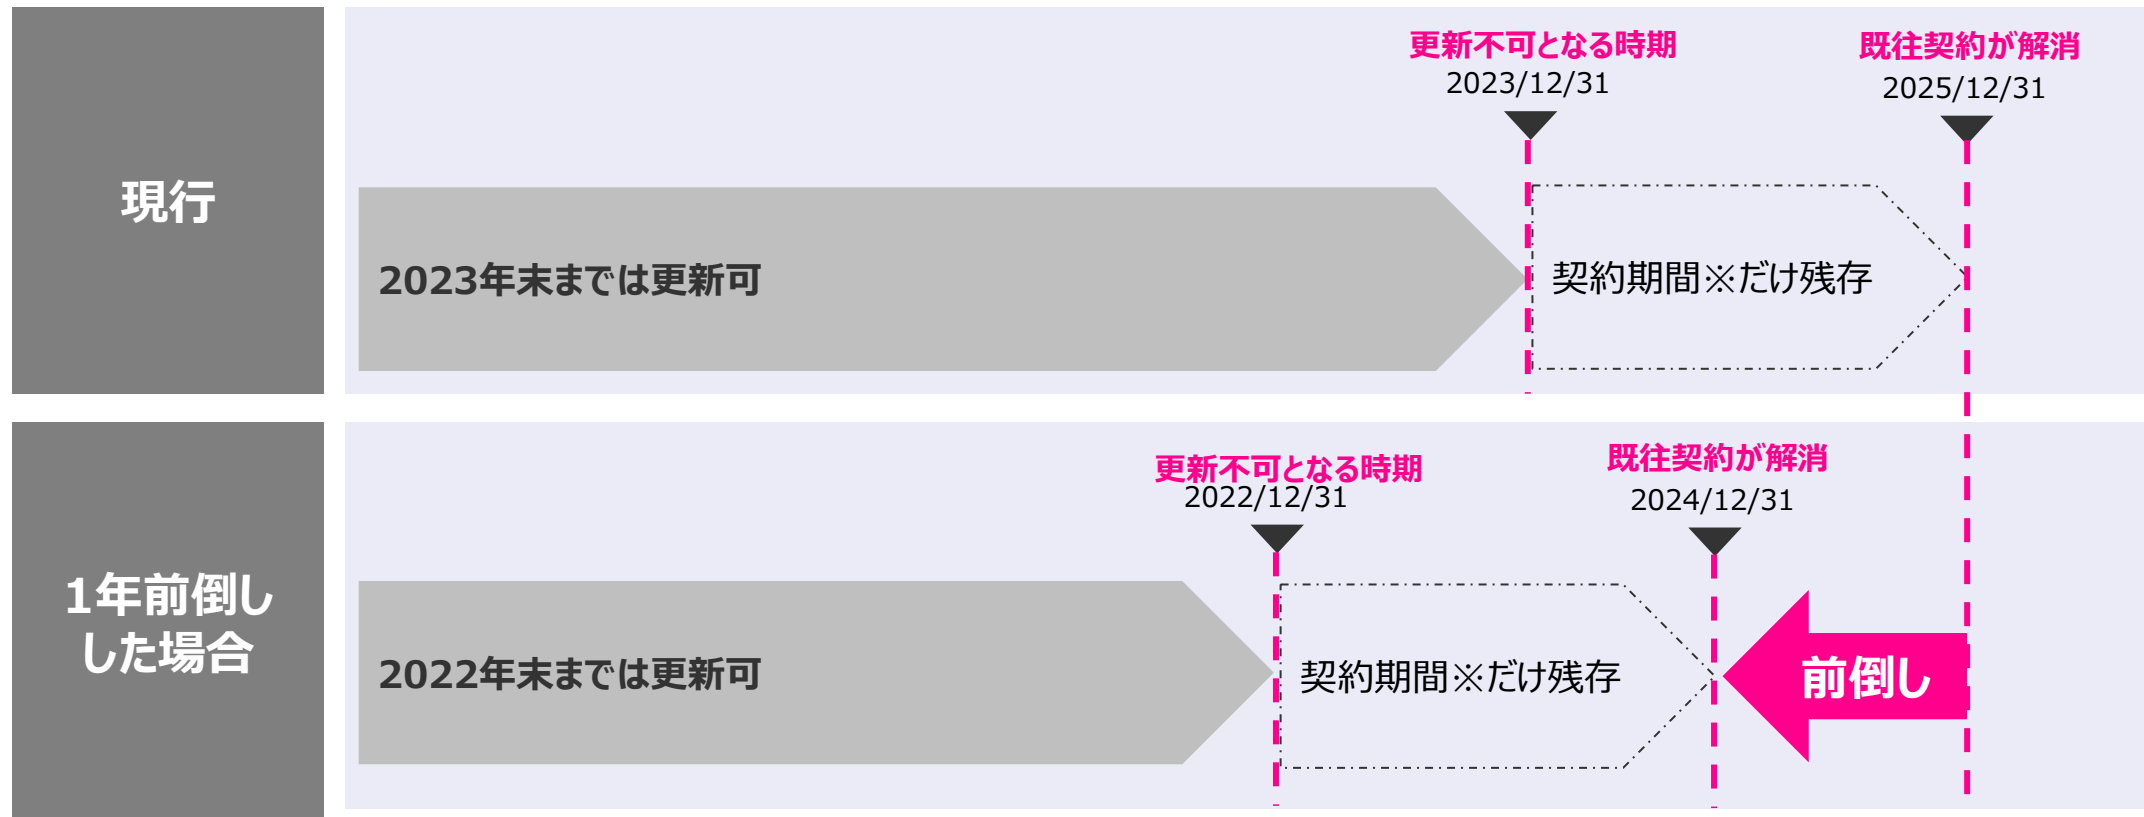 現行
更新不可となる時期
2023/12/31
既往契約が解消
2025/12/31
2023年末までは更新可
契約期間※だけ残存
1年前倒し
した場合
更新不可となる時期
2022/12/31
既往契約が解消
2024/12/31
2022年末までは更新可
契約期間※だけ残存
前倒し